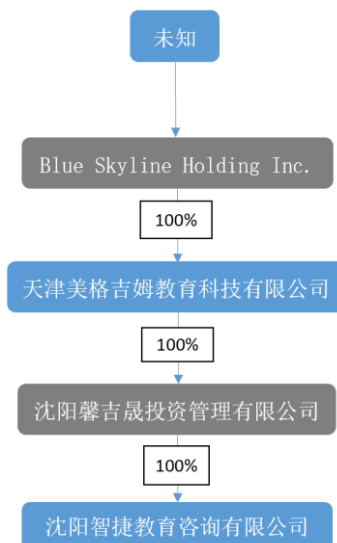 未知
Blue Skyline Holding Inc.
100%
天津美格吉姆教育科技有限公司
100%
沈阳馨吉晟投资管理有限公司
100%
沈阳智捷教育咨询有限公司